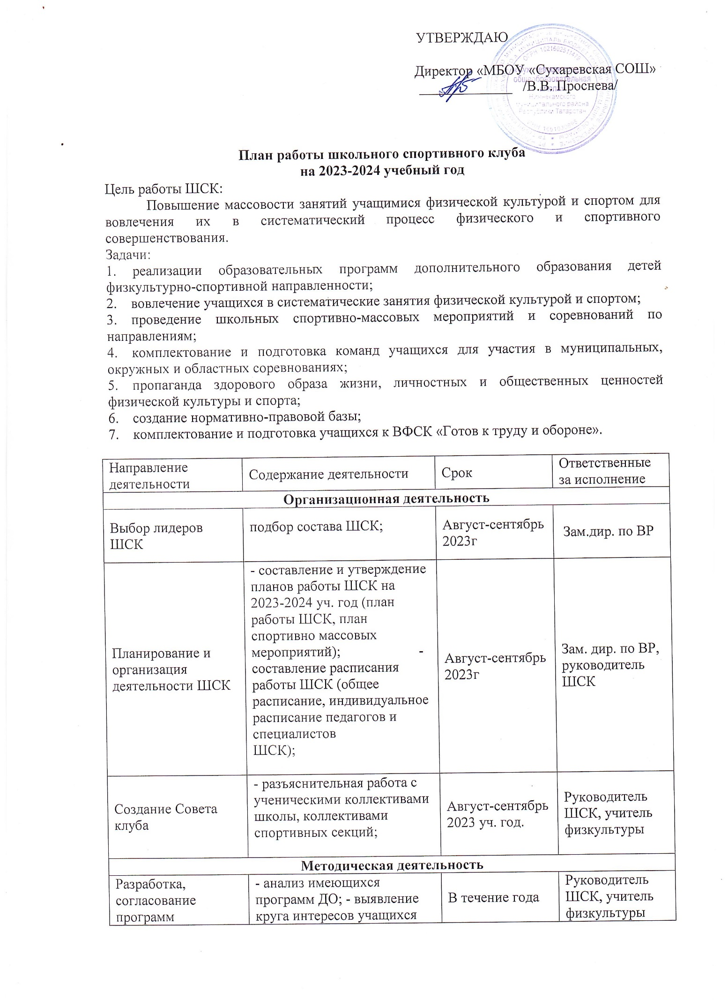 УТВЕРЖДАЮ
Директор «МБОУ «Сухаревская СОШ»
/В.В. Проснева/
ОГРН 1021602511479
общеобразовательная
Нижнекамского
муниципального района
Республики Татарстан
План работы школьного спортивного клуба
на 2023-2024 учебный год
Цель работы ШСК:
Повышение массовости занятий учащимися физической культурой и спортом для
вовлечения их в систематический процесс физического и спортивного
совершенствования.
Задачи:
1. реализации образовательных программ дополнительного образования детей
физкультурно-спортивной направленности;
2. вовлечение учащихся в систематические занятия физической культурой и спортом;
3. проведение школьных спортивно-массовых мероприятий и соревнований по
направлениям;
4. комплектование и подготовка команд учащихся для участия в муниципальных,
окружных и областных соревнованиях;
5. пропаганда здорового образа жизни, личностных и общественных ценностей
физической культуры и спорта;
6. создание нормативно-правовой базы;
7. комплектование и подготовка учащихся к ВФСК «Готов к труду и обороне».
Направление
деятельности
Содержание деятельности
Срок
Ответственные
за исполнение
Организационная деятельность
Выбор лидеров
ШСК
подбор состава ШСК;
Август-сентябрь
2023г
Зам.дир. по ВР
Планирование и
организация
деятельности ШСК
- составление и утверждение
планов работы ШСК на
2023-2024 уч. год (план
работы ШСК, план
спортивно массовых
мероприятий); -
составление расписания
работы ШСК (общее
расписание, индивидуальное
расписание педагогов и
специалистов
ШСК);
Август-сентябрь
2023г
Зам. дир. по ВР,
руководитель
ШСК
Создание Совета
клуба
- разъяснительная работа с
ученическими коллективами
школы, коллективами
спортивных секций;
Август-сентябрь
2023 уч. год.
Руководитель
ШСК, учитель
физкультуры
Методическая деятельность
Разработка,
согласование
программ
- анализ имеющихся
программ ДО; - выявление
круга интересов учащихся
В течение года
Руководитель
ШСК, учитель
физкультуры